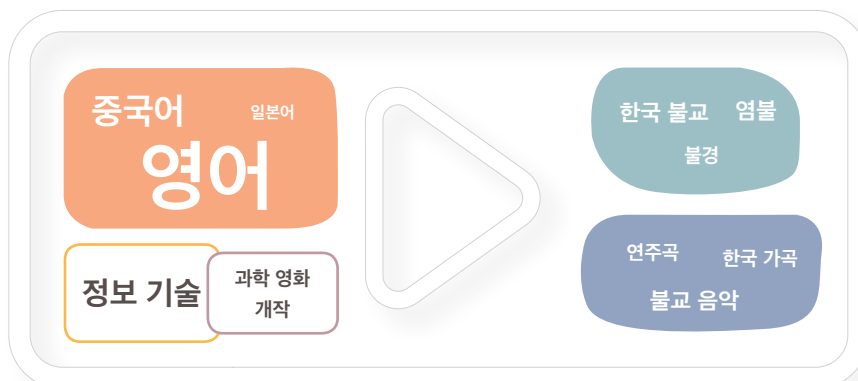 중국어 일본어
영어
정보 기술
과학 영화
개작
한국 불교 염불
불경
연주곡 한국 가곡
불교 음악